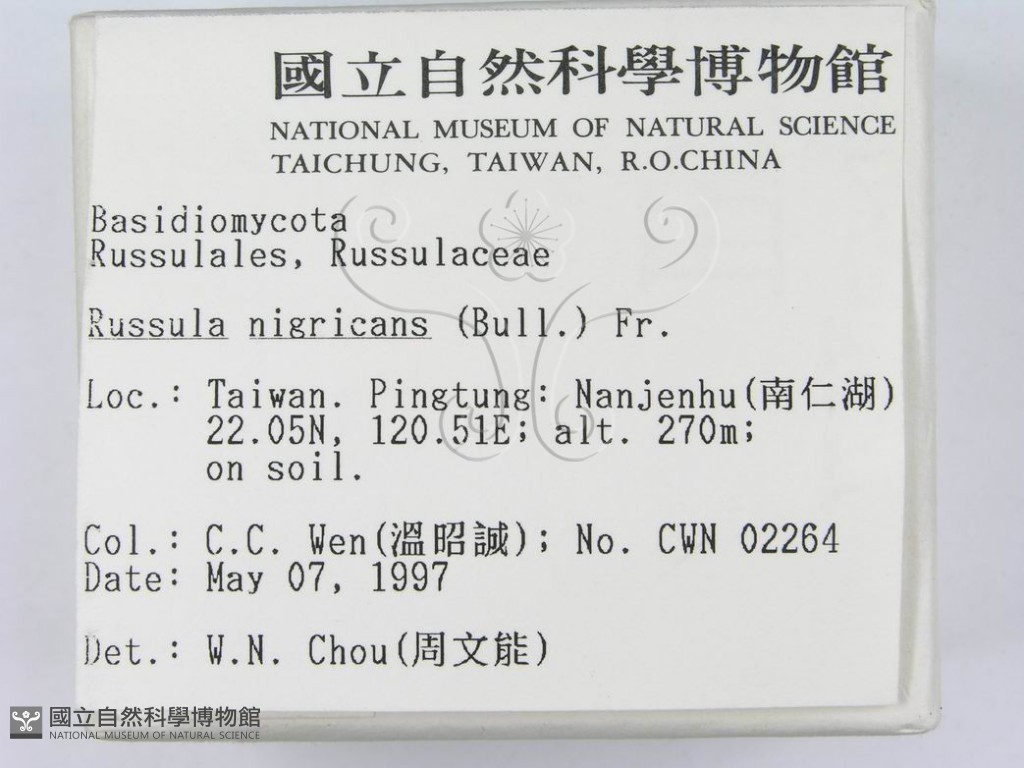 國立自然科學博物館
NATIONAL MUSEUM OF NATURAL SCIENCE
TAICHUNG, TAIWAN, R.O.CHINA
Basidiomycota
Russulales, Russulaceae
Russula nigricans (Bull.) Fr.
Loc.: Taiwan. Pingtung: Nanjenhu(南仁湖)
22.05N, 120.51E; alt. 270m;
on soil.
Col.: C.C. Wen(溫昭誠); No. CWN 02264
Date: May 07, 1997
Det.: W.N. Chou(周文能)
國立自然科學博物館
NATIONAL MUSEUM OF NATURAL SCIENCE